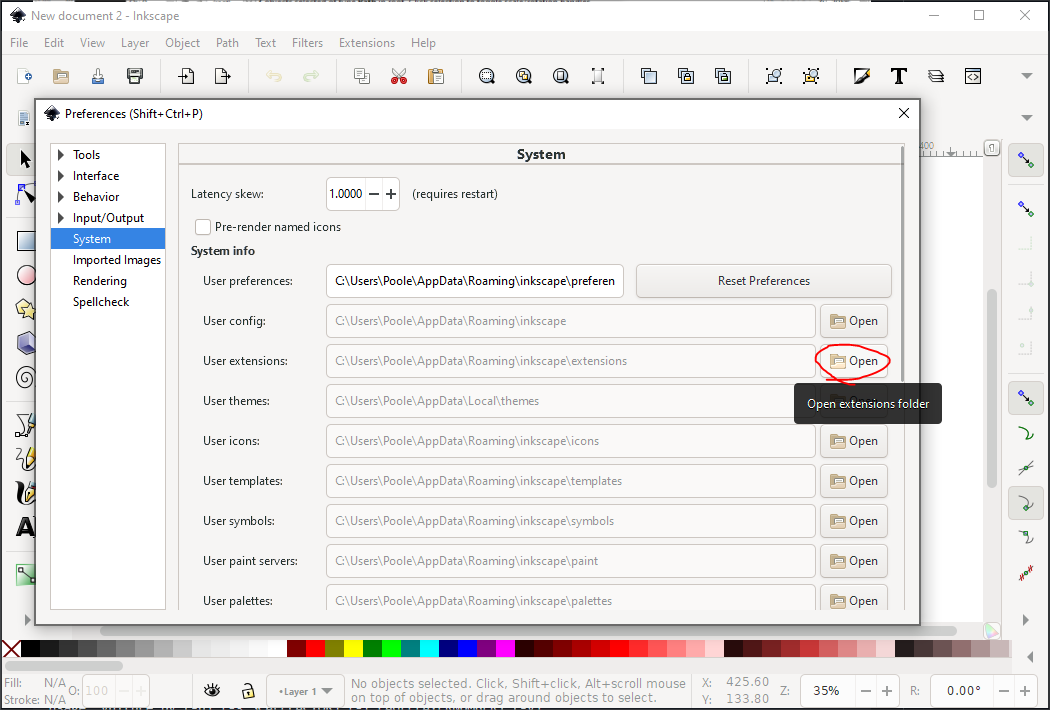 New document 2 - Inkscape
File Edit View Layer Object Path Text Filters Extensions Help
Preferences (Shift+Ctrl+P)
Tools
Interface
Behavior
Input/Output
System
Imported Images
Rendering
Spellcheck
System
Latency skew: 1.0000 (requires restart)
Pre-render named icons
System info
User preferences: C:\Users\Poole\AppData\Roaming\inkscape\preferen Reset Preferences
User config: C:\Users\Poole\AppData\Roaming\inkscape Open
User extensions: C:\Users\Poole\AppData\Roaming\inkscape\extensions Open
User themes: C:\Users\Poole\AppData\Local\themes
Open extensions folder
User icons: C:\Users\Poole\AppData\Roaming\inkscape\icons Open
User templates: C:\Users\Poole\AppData\Roaming\inkscape\templates Open
User symbols: C:\Users\Poole\AppData\Roaming\inkscape\symbols Open
User paint servers: C:\Users\Poole\AppData\Roaming\inkscape\paint Open
User palettes: C:\Users\Poole\AppData\Roaming\inkscape\palettes Open
Fill: N/A
Stroke: N/A
O: 100
Layer 1
No objects selected. Click, Shift+click, Alt+scroll mouse
on top of objects, or drag around objects to select.
X: 425.60
Y: 133.80
Z: 35%
R: 0.00°